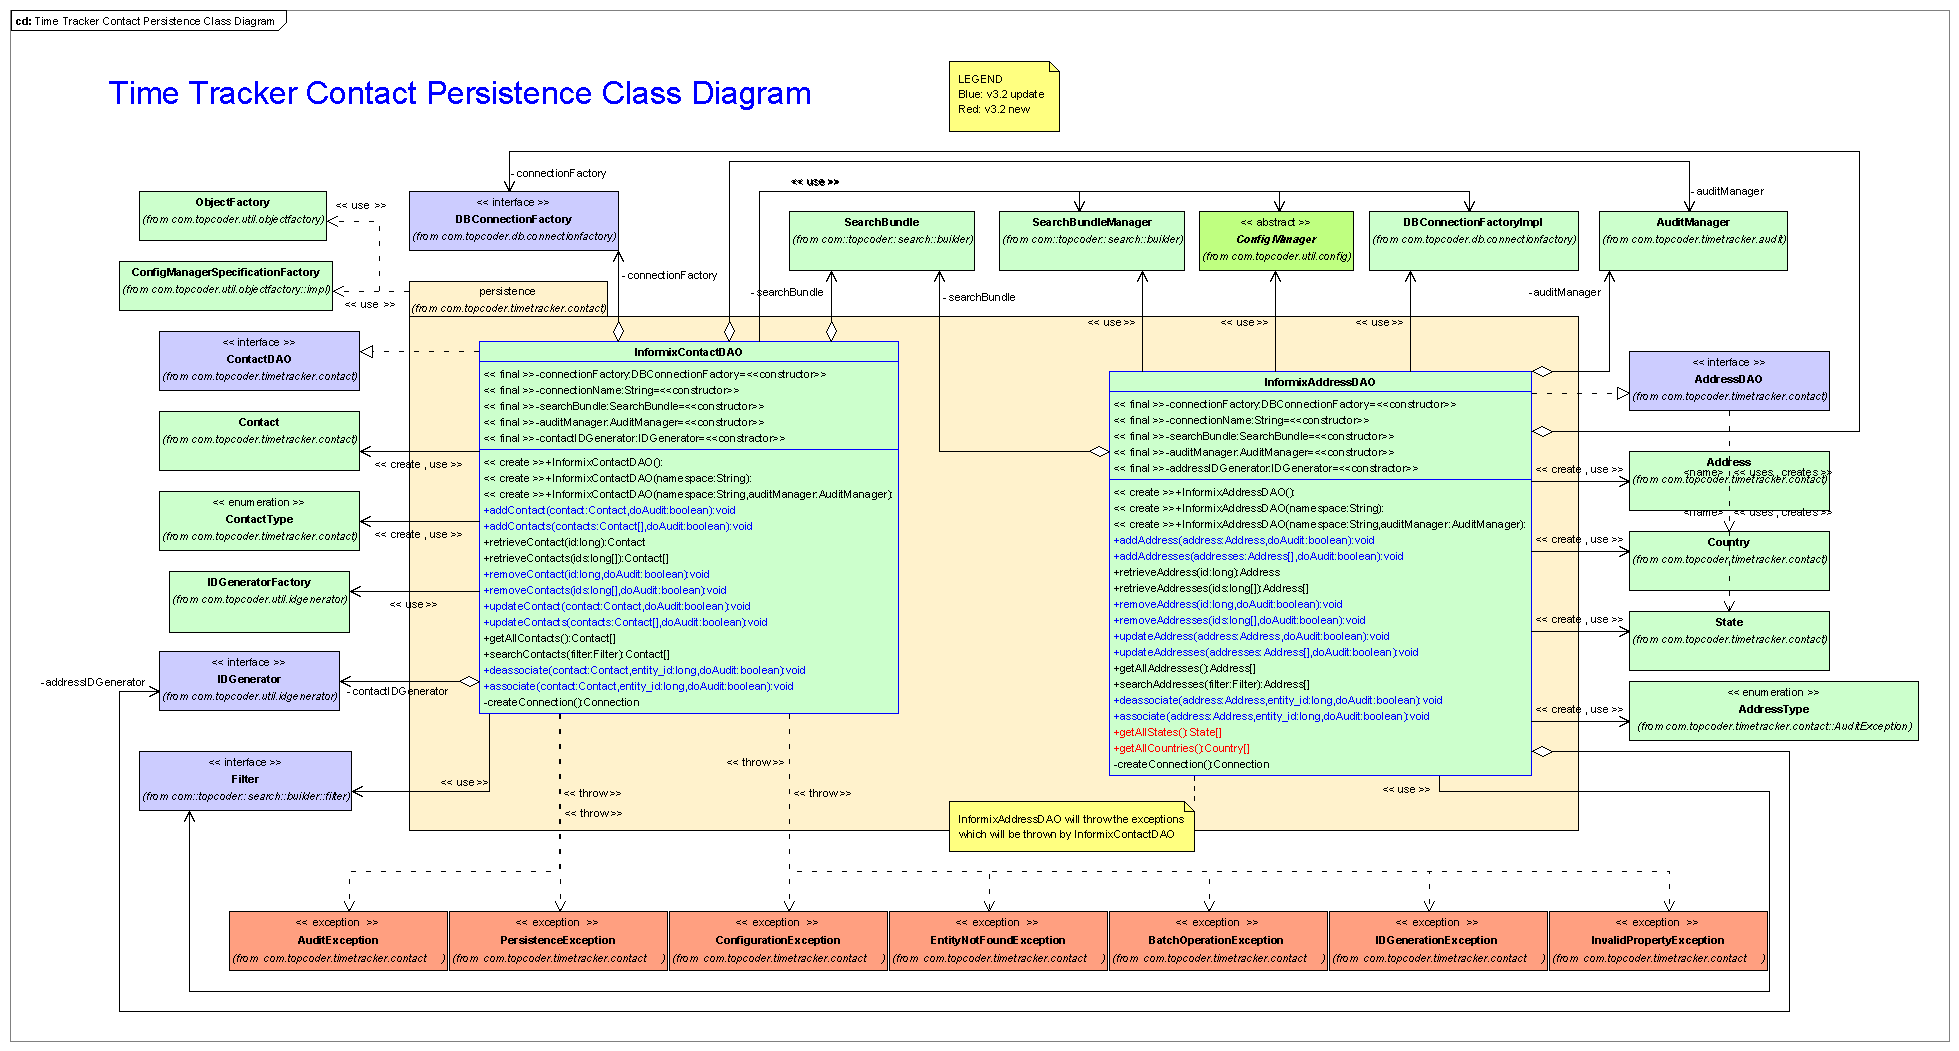 cd: Time Tracker Contact Persistence Class Diagram
Time Tracker Contact Persistence Class Diagram
LEGEND
Blue: v3.2 update
Red: v3.2 new
- connectionFactory
<< use >>
- auditManager
ObjectFactory
(from com.topcoder.util.objectfactory)
<< use >>
<< interface >>
DBConnectionFactory
(from com.topcoder.db.connectionfactory)
SearchBundle
(from com::topcoder::search::builder)
SearchBundleManager
(from com::topcoder::search::builder)
<< abstract >>
ConfigManager
(from com.topcoder.util.config)
DBConnectionFactoryImpl
(from com.topcoder.db.connectionfactory)
AuditManager
(from com.topcoder.timetracker.audit)
ConfigManagerSpecificationFactory
(from com.topcoder.util.objectfactory::impl)
<< use >>
- connectionFactory
- searchBundle
- searchBundle
- auditManager
<< use >>
<< use >>
<< use >>
persistence
(from com.topcoder.timetracker.contact)
<< interface >>
ContactDAO
(from com.topcoder.timetracker.contact)
Contact
(from com.topcoder.timetracker.contact)
<< create , use >>
<< enumeration >>
ContactType
(from com.topcoder.timetracker.contact)
<< create , use >>
IDGeneratorFactory
(from com.topcoder.util.idgenerator)
<< use >>
<< interface >>
IDGenerator
(from com.topcoder.util.idgenerator)
-addressIDGenerator
-contactIDGenerator
<< interface >>
Filter
(from com::topcoder::search::builder::filter)
<< use >>
InformixContactDAO
<< final >>-connectionFactory:DBConnectionFactory=<<constructor>>
<< final >>-connectionName:String=<<constructor>>
<< final >>-searchBundle:SearchBundle=<<constructor>>
<< final >>-auditManager:AuditManager=<<constructor>>
<< final >>-contactIDGenerator:IDGenerator=<<constractor>>
<< create >>+InformixContactDAO():
<< create >>+InformixContactDAO(namespace:String):
<< create >>+InformixContactDAO(namespace:String,auditManager:AuditManager):
+addContact(contact:Contact,doAudit:boolean):void
+addContacts(contacts:Contact[],doAudit:boolean):void
+retrieveContact(id:long):Contact
+retrieveContacts(ids:long[]):Contact[]
+removeContact(id:long,doAudit:boolean):void
+removeContacts(ids:long[],doAudit:boolean):void
+updateContact(contact:Contact,doAudit:boolean):void
+updateContacts(contacts:Contact[],doAudit:boolean):void
+getAllContacts():Contact[]
+searchContacts(filter:Filter):Contact[]
+deassociate(contact:Contact,entity_id:long,doAudit:boolean):void
+associate(contact:Contact,entity_id:long,doAudit:boolean):void
-createConnection():Connection
InformixAddressDAO
<< final >>-connectionFactory:DBConnectionFactory=<<constructor>>
<< final >>-connectionName:String=<<constructor>>
<< final >>-searchBundle:SearchBundle=<<constructor>>
<< final >>-auditManager:AuditManager=<<constructor>>
<< final >>-addressIDGenerator:IDGenerator=<<constractor>>
<< create >>+InformixAddressDAO():
<< create >>+InformixAddressDAO(namespace:String):
<< create >>+InformixAddressDAO(namespace:String,auditManager:AuditManager):
+addAddress(address:Address,doAudit:boolean):void
+addAddresses(addresses:Address[],doAudit:boolean):void
+retrieveAddress(id:long):Address
+retrieveAddresses(ids:long[]):Address[]
+removeAddress(id:long,doAudit:boolean):void
+removeAddresses(ids:long[],doAudit:boolean):void
+updateAddress(address:Address,doAudit:boolean):void
+updateAddresses(addresses:Address[],doAudit:boolean):void
+getAllAddresses():Address[]
+searchAddresses(filter:Filter):Address[]
+deassociate(address:Address,entity_id:long,doAudit:boolean):void
+associate(address:Address,entity_id:long,doAudit:boolean):void
+getAllStates():State[]
+getAllCountries():Country[]
-createConnection():Connection
<< interface >>
AddressDAO
(from com.topcoder.timetracker.contact)
Address
<name> << uses , creates >>
(from com.topcoder.timetracker.contact)
<< create , use >>
<name> << uses , creates >>
Country
(from com.topcoder.timetracker.contact)
<< create , use >>
State
(from com.topcoder.timetracker.contact)
<< create , use >>
<< enumeration >>
AddressType
(from com.topcoder.timetracker.contact::AuditException)
<< create , use >>
<< use >>
<< throw >>
<< throw >>
<< throw >>
<< throw >>
InformixAddressDAO will throw the exceptions
which will be thrown by InformixContactDAO
<< exception >>
AuditException
(from com.topcoder.timetracker.contact )
<< exception >>
PersistenceException
(from com.topcoder.timetracker.contact )
<< exception >>
ConfigurationException
(from com.topcoder.timetracker.contact )
<< exception >>
EntityNotFoundException
(from com.topcoder.timetracker.contact )
<< exception >>
BatchOperationException
(from com.topcoder.timetracker.contact )
<< exception >>
IDGenerationException
(from com.topcoder.timetracker.contact )
<< exception >>
InvalidPropertyException
(from com.topcoder.timetracker.contact )